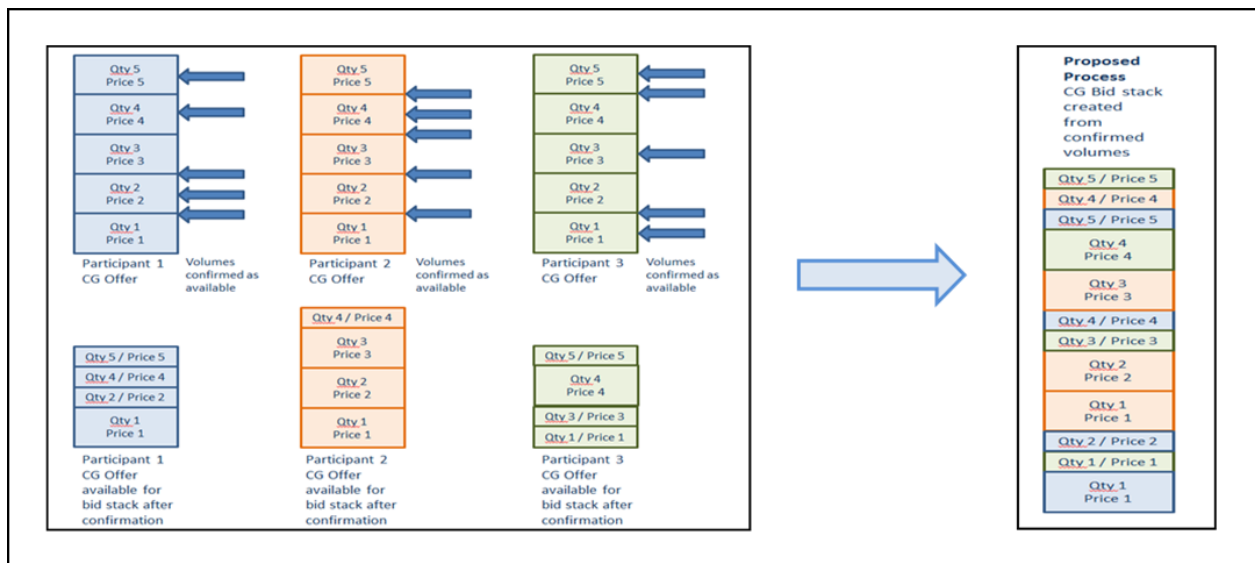 Qty 5
Price 5
Qty 4
Price 4
Qty 3
Price 3
Qty 2
Price 2
Qty 1
Price 1
Participant 1
CG Offer
Volumes
confirmed as
available
Qty 5
Price 5
Qty 4
Price 4
Qty 3
Price 3
Qty 2
Price 2
Qty 1
Price 1
Participant 2
CG Offer
Volumes
confirmed as
available
Qty 5
Price 5
Qty 4
Price 4
Qty 3
Price 3
Qty 2
Price 2
Qty 1
Price 1
Participant 3
CG Offer
Volumes
confirmed as
available
Qty 5 / Price 5
Qty 4 / Price 4
Qty 2 / Price 2
Qty 1
Price 1
Participant 1
CG Offer
available for
bid stack after
confirmation
Qty 4 / Price 4
Qty 3
Price 3
Qty 2
Price 2
Qty 1
Price 1
Participant 2
CG Offer
available for
bid stack after
confirmation
Qty 5 / Price 5
Qty 4
Price 4
Qty 3 / Price 3
Qty 1 / Price 1
Participant 3
CG Offer
available for
bid stack after
confirmation
Proposed
Process
CG Bid stack
created
from
confirmed
volumes
Qty 5 / Price 5
Qty 4 / Price 4
Qty 5 / Price 5
Qty 4
Price 4
Qty 3
Price 3
Qty 4 / Price 4
Qty 3 / Price 3
Qty 2
Price 2
Qty 1
Price 1
Qty 2 / Price 2
Qty 1 / Price 1
Qty 1
Price 1